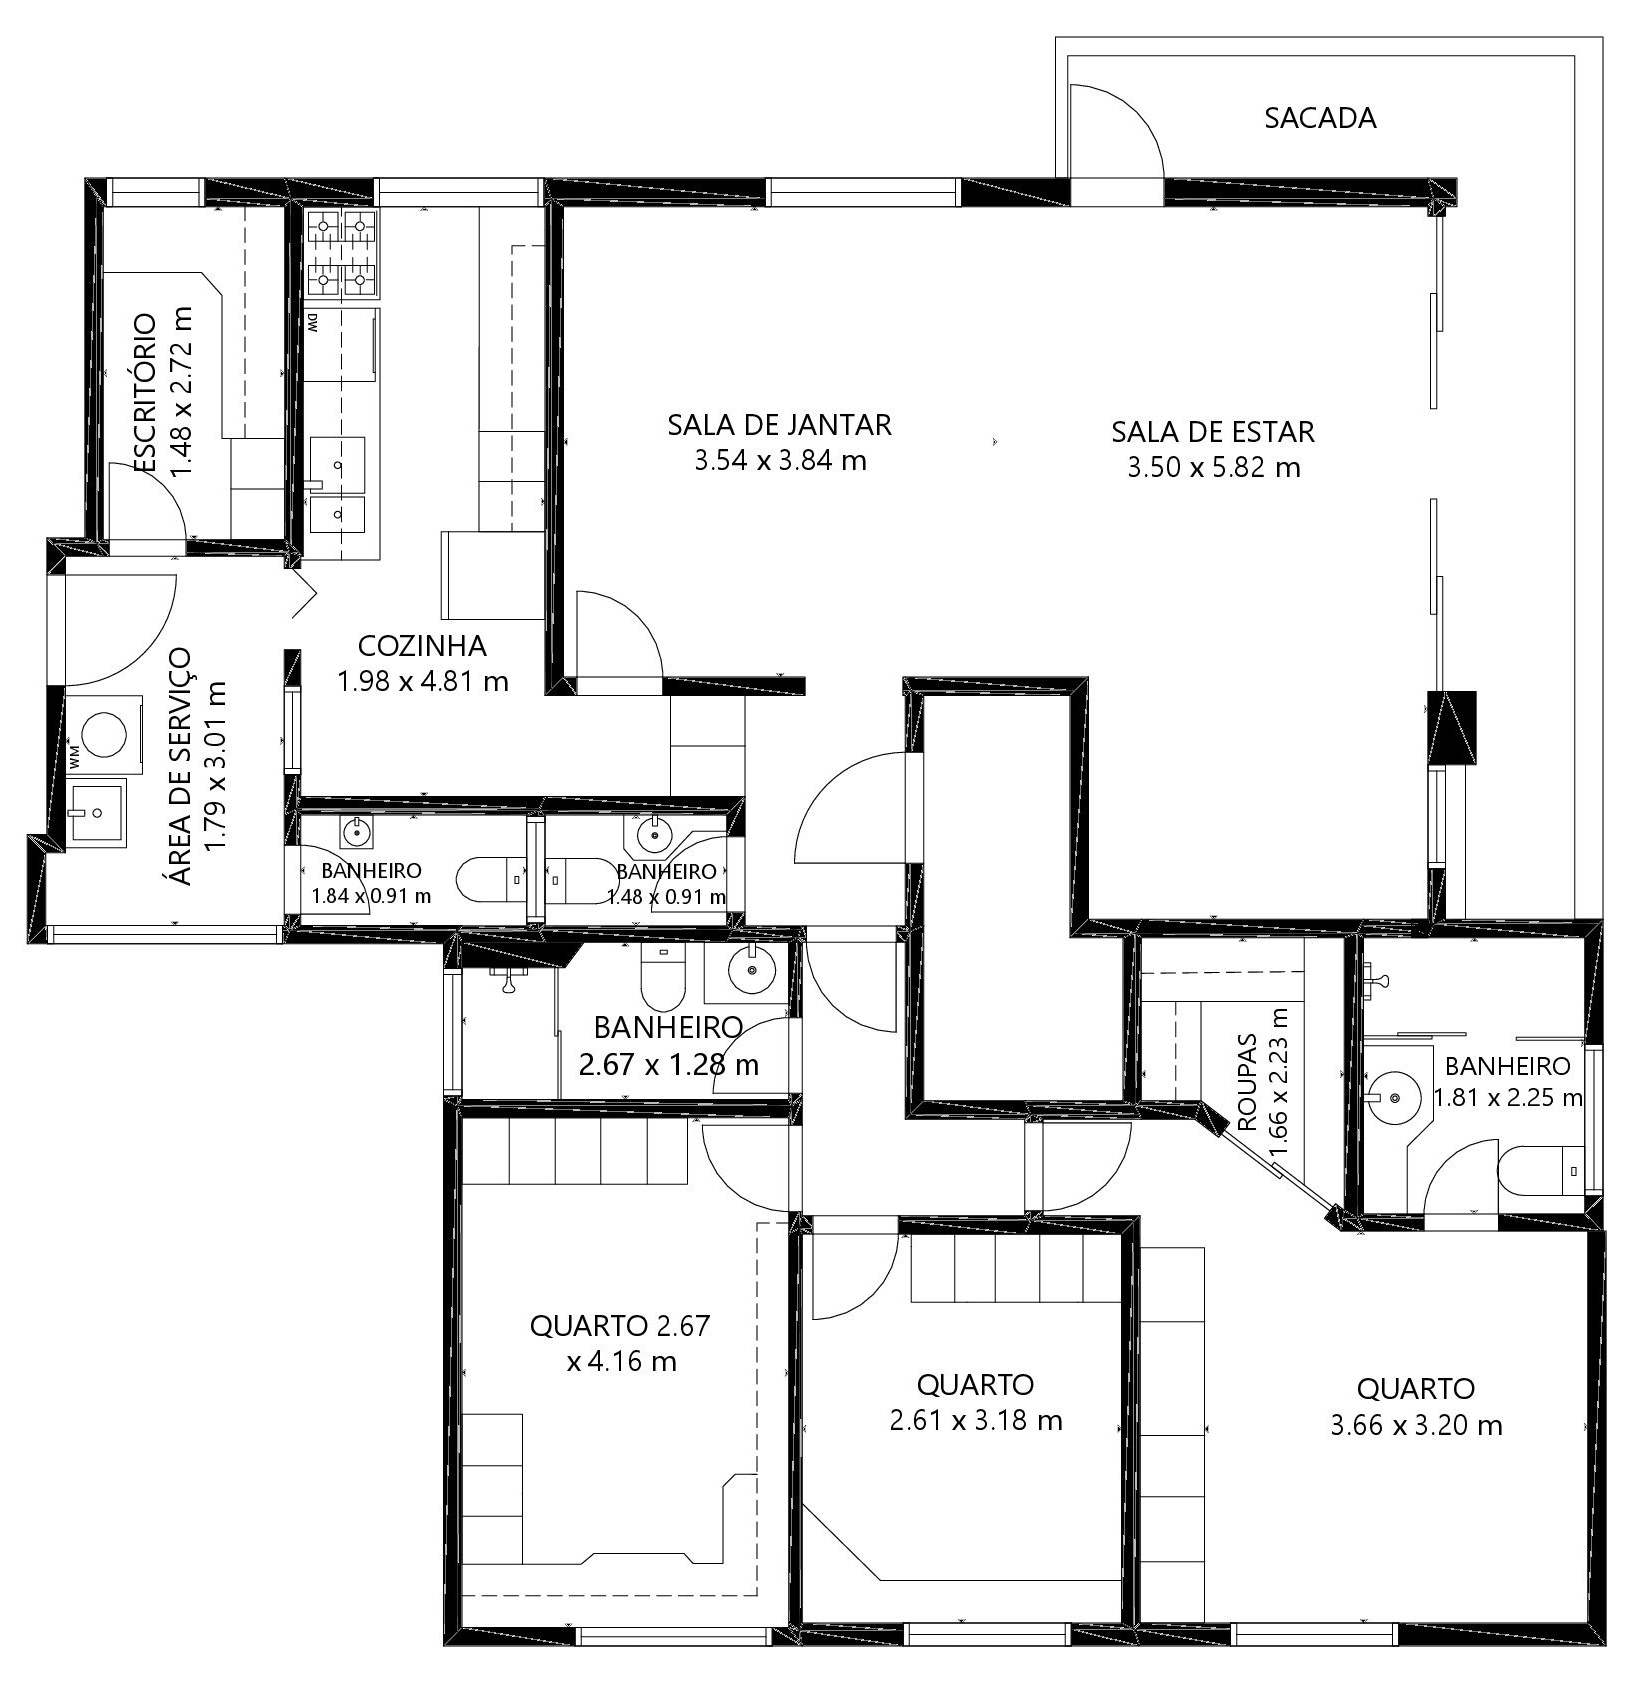 SACADA
ESCRITÓRIO
1.48 x 2.72 m
DW
SALA DE JANTAR
3.54 x 3.84 m
SALA DE ESTAR
3.50 x 5.82 m
COZINHA
1.98 x 4.81 m
ÁREA DE SERVIÇO
1.79 x 3.01 m
WM
BANHEIRO
1.84 x 0.91 m
BANHEIRO
1.48 x 0.91 m
BANHEIRO
2.67 x 1.28 m
ROUPAS
1.66 x 2.23 m
BANHEIRO
1.81 x 2.25 m
QUARTO 2.67
x 4.16 m
QUARTO
2.61 x 3.18 m
QUARTO
3.66 x 3.20 m